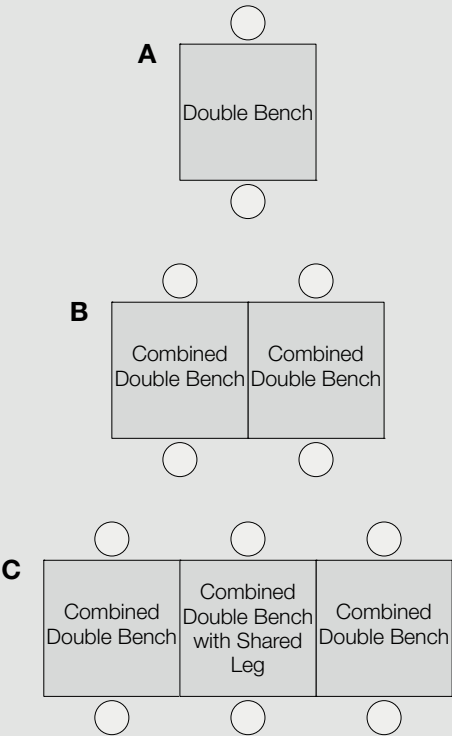 A
Double Bench
B
Combined
Double Bench
Combined
Double Bench
C
Combined
Double Bench
Combined
Double Bench
with Shared
Leg
Combined
Double Bench